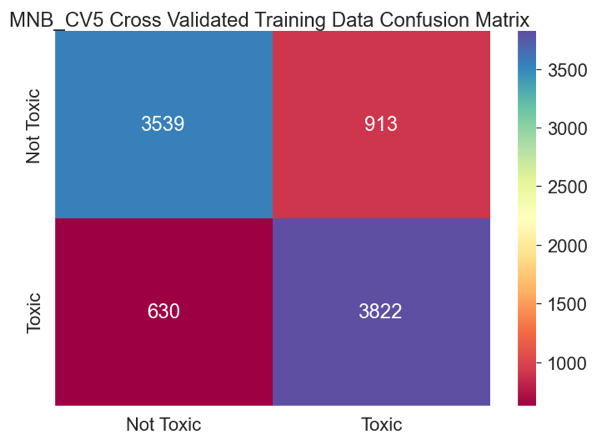 MNB_CV5 Cross Validated Training Data Confusion Matrix
Not Toxic
3539
913
Toxic
630
3822
Not Toxic
Toxic
3500
3000
2500
2000
1500
1000